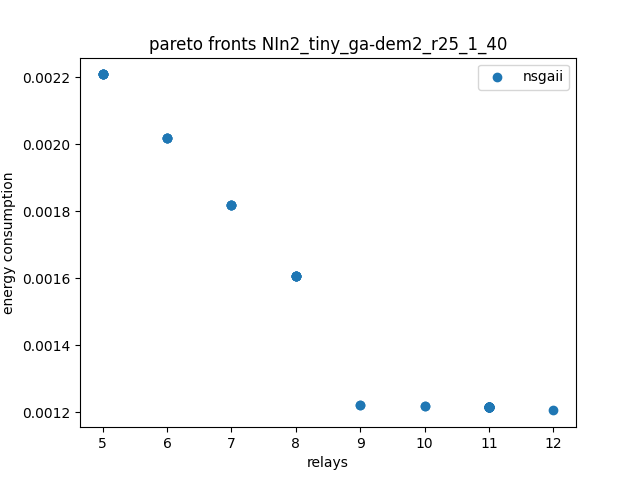 pareto fronts NIn2_tiny_ga-dem2_r25_1_40
nsgaii
energy consumption
0.0022
0.0020
0.0018
0.0016
0.0014
0.0012
5 6 7 8 9 10 11 12
relays